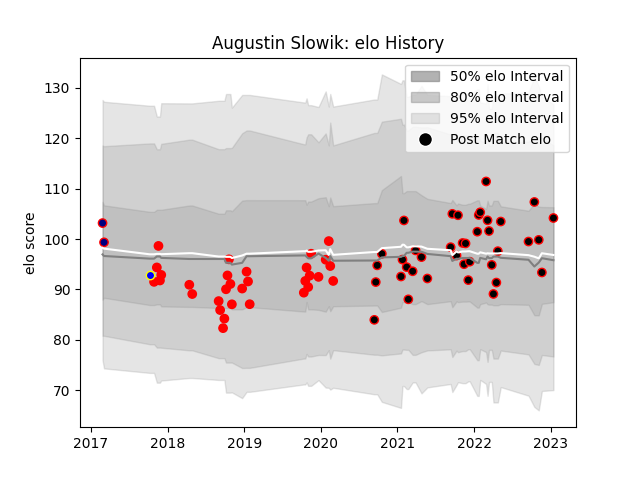 Augustin Slowik: elo History
50% elo Interval
80% elo Interval
95% elo Interval
Post Match elo
elo score
130
120
110
100
90
80
70
2017 2018 2019 2020 2021 2022 2023